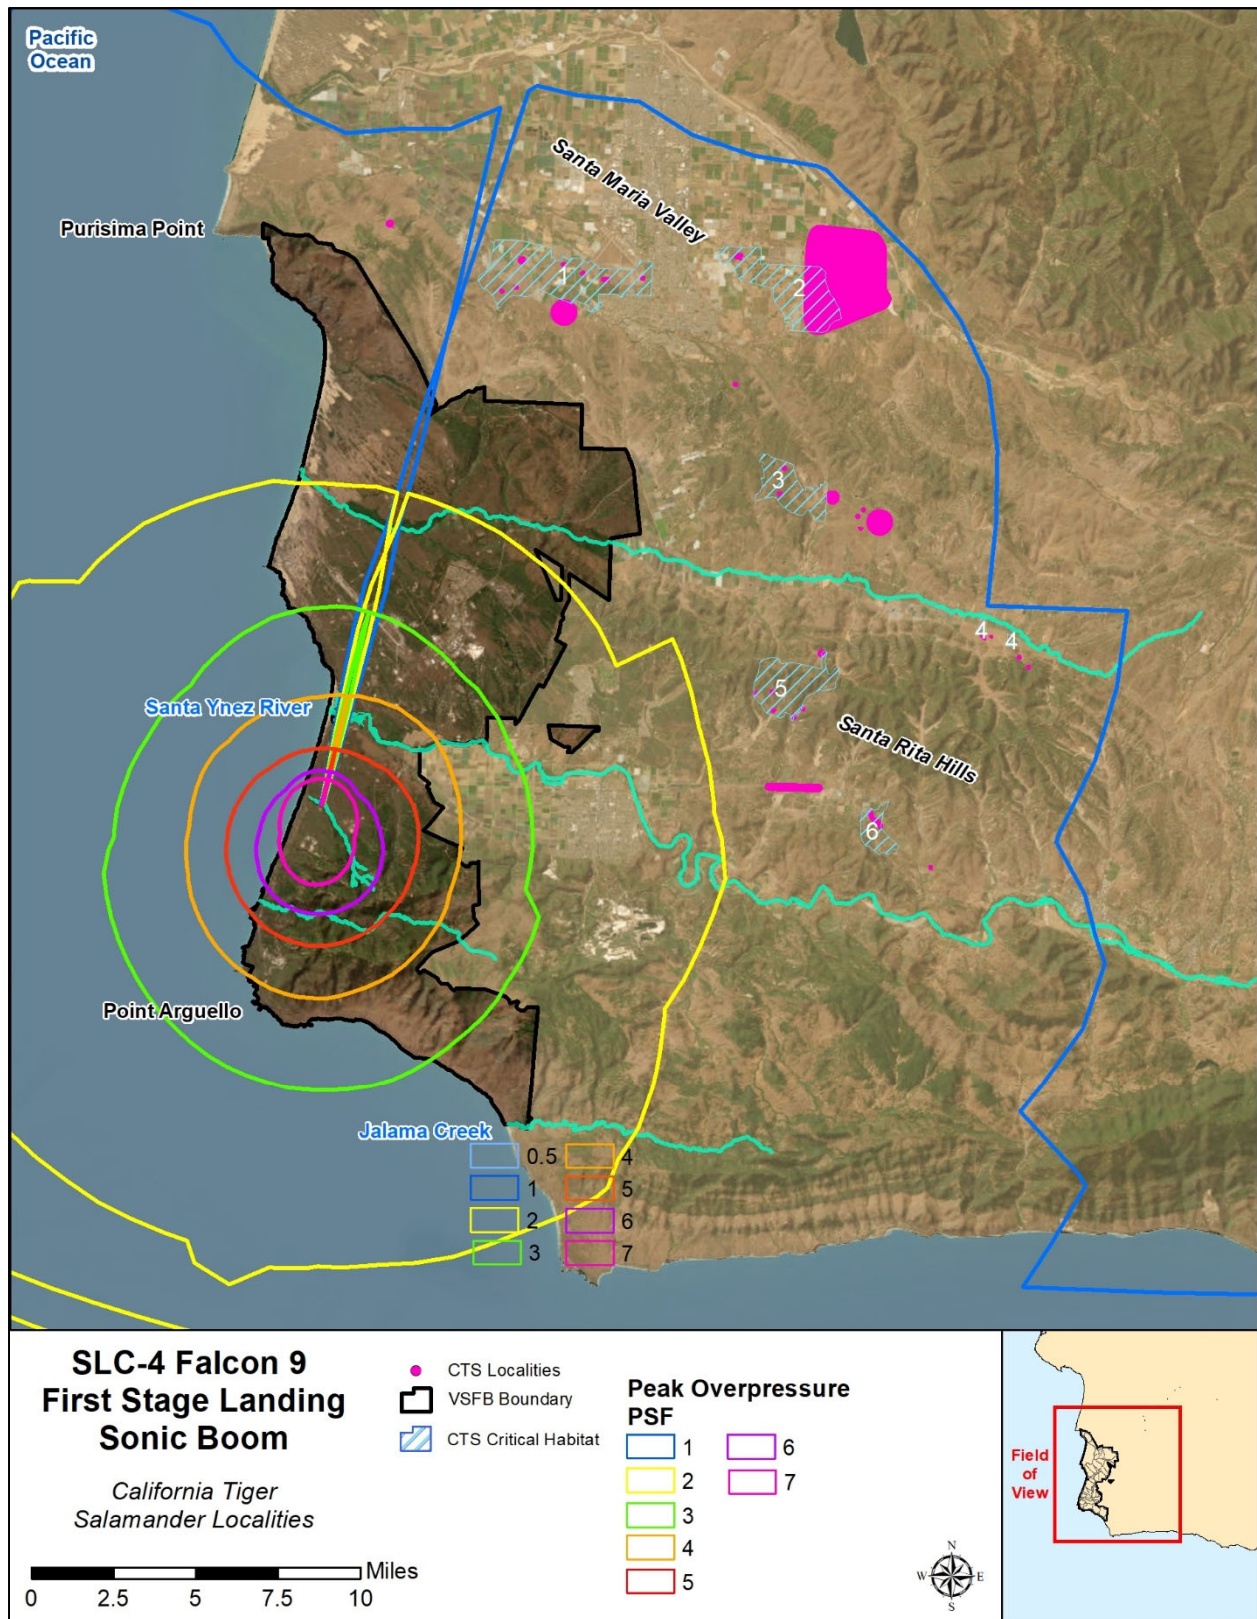 Pacific
Ocean
Santa Maria Valley
Purisima Point
1
2
3
4
4
5
Santa Ynez River
Santa Rita Hills
6
Point Arguello
Jalama Creek
0.5
4
1
5
2
6
3
7
SLC-4 Falcon 9
First Stage Landing
Sonic Boom
California Tiger
Salamander Localities
Miles
0
2.5
5
7.5
10
CTS Localities
VSFB Boundary
CTS Critical Habitat
Peak Overpressure
PSF
1
6
2
7
3
4
5
N
W
E
S
Field
of
View